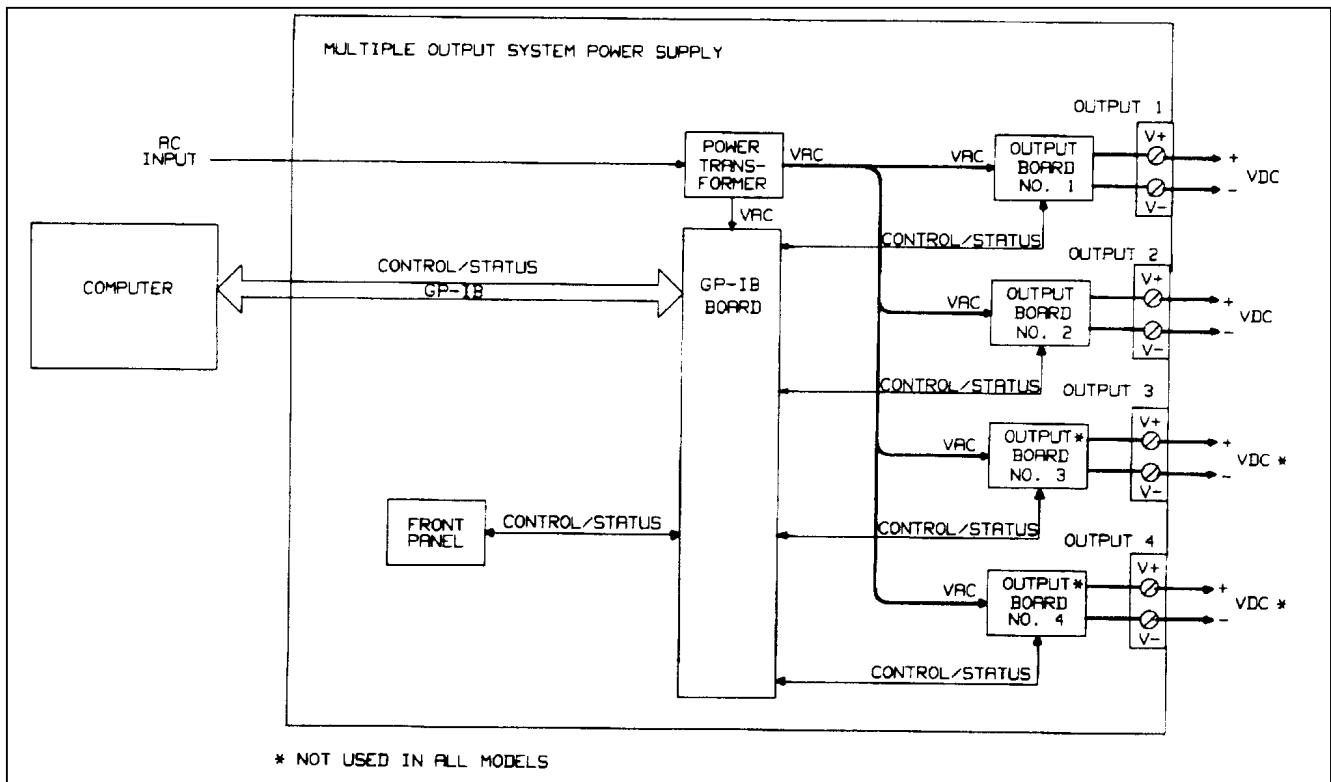 MULTIPLE OUTPUT SYSTEM POWER SUPPLY
OUTPUT 1
AC
INPUT
POWER
TRANS-
FORMER
VAC
VAC
OUTPUT
BOARD
NO. 1
V+
V-
+
-
VDC
VAC
CONTROL/STATUS
OUTPUT 2
COMPUTER
CONTROL/STATUS
GP-IB
GP-IB
BOARD
VAC
OUTPUT
BOARD
NO. 2
V+
V-
+
-
VDC
CONTROL/STATUS
OUTPUT 3
VAC
OUTPUT*
BOARD
NO. 3
V+
V-
+
-
VDC *
FRONT
PANEL
CONTROL/STATUS
CONTROL/STATUS
OUTPUT 4
VAC
OUTPUT*
BOARD
NO. 4
V+
V-
+
-
VDC *
CONTROL/STATUS
* NOT USED IN ALL MODELS